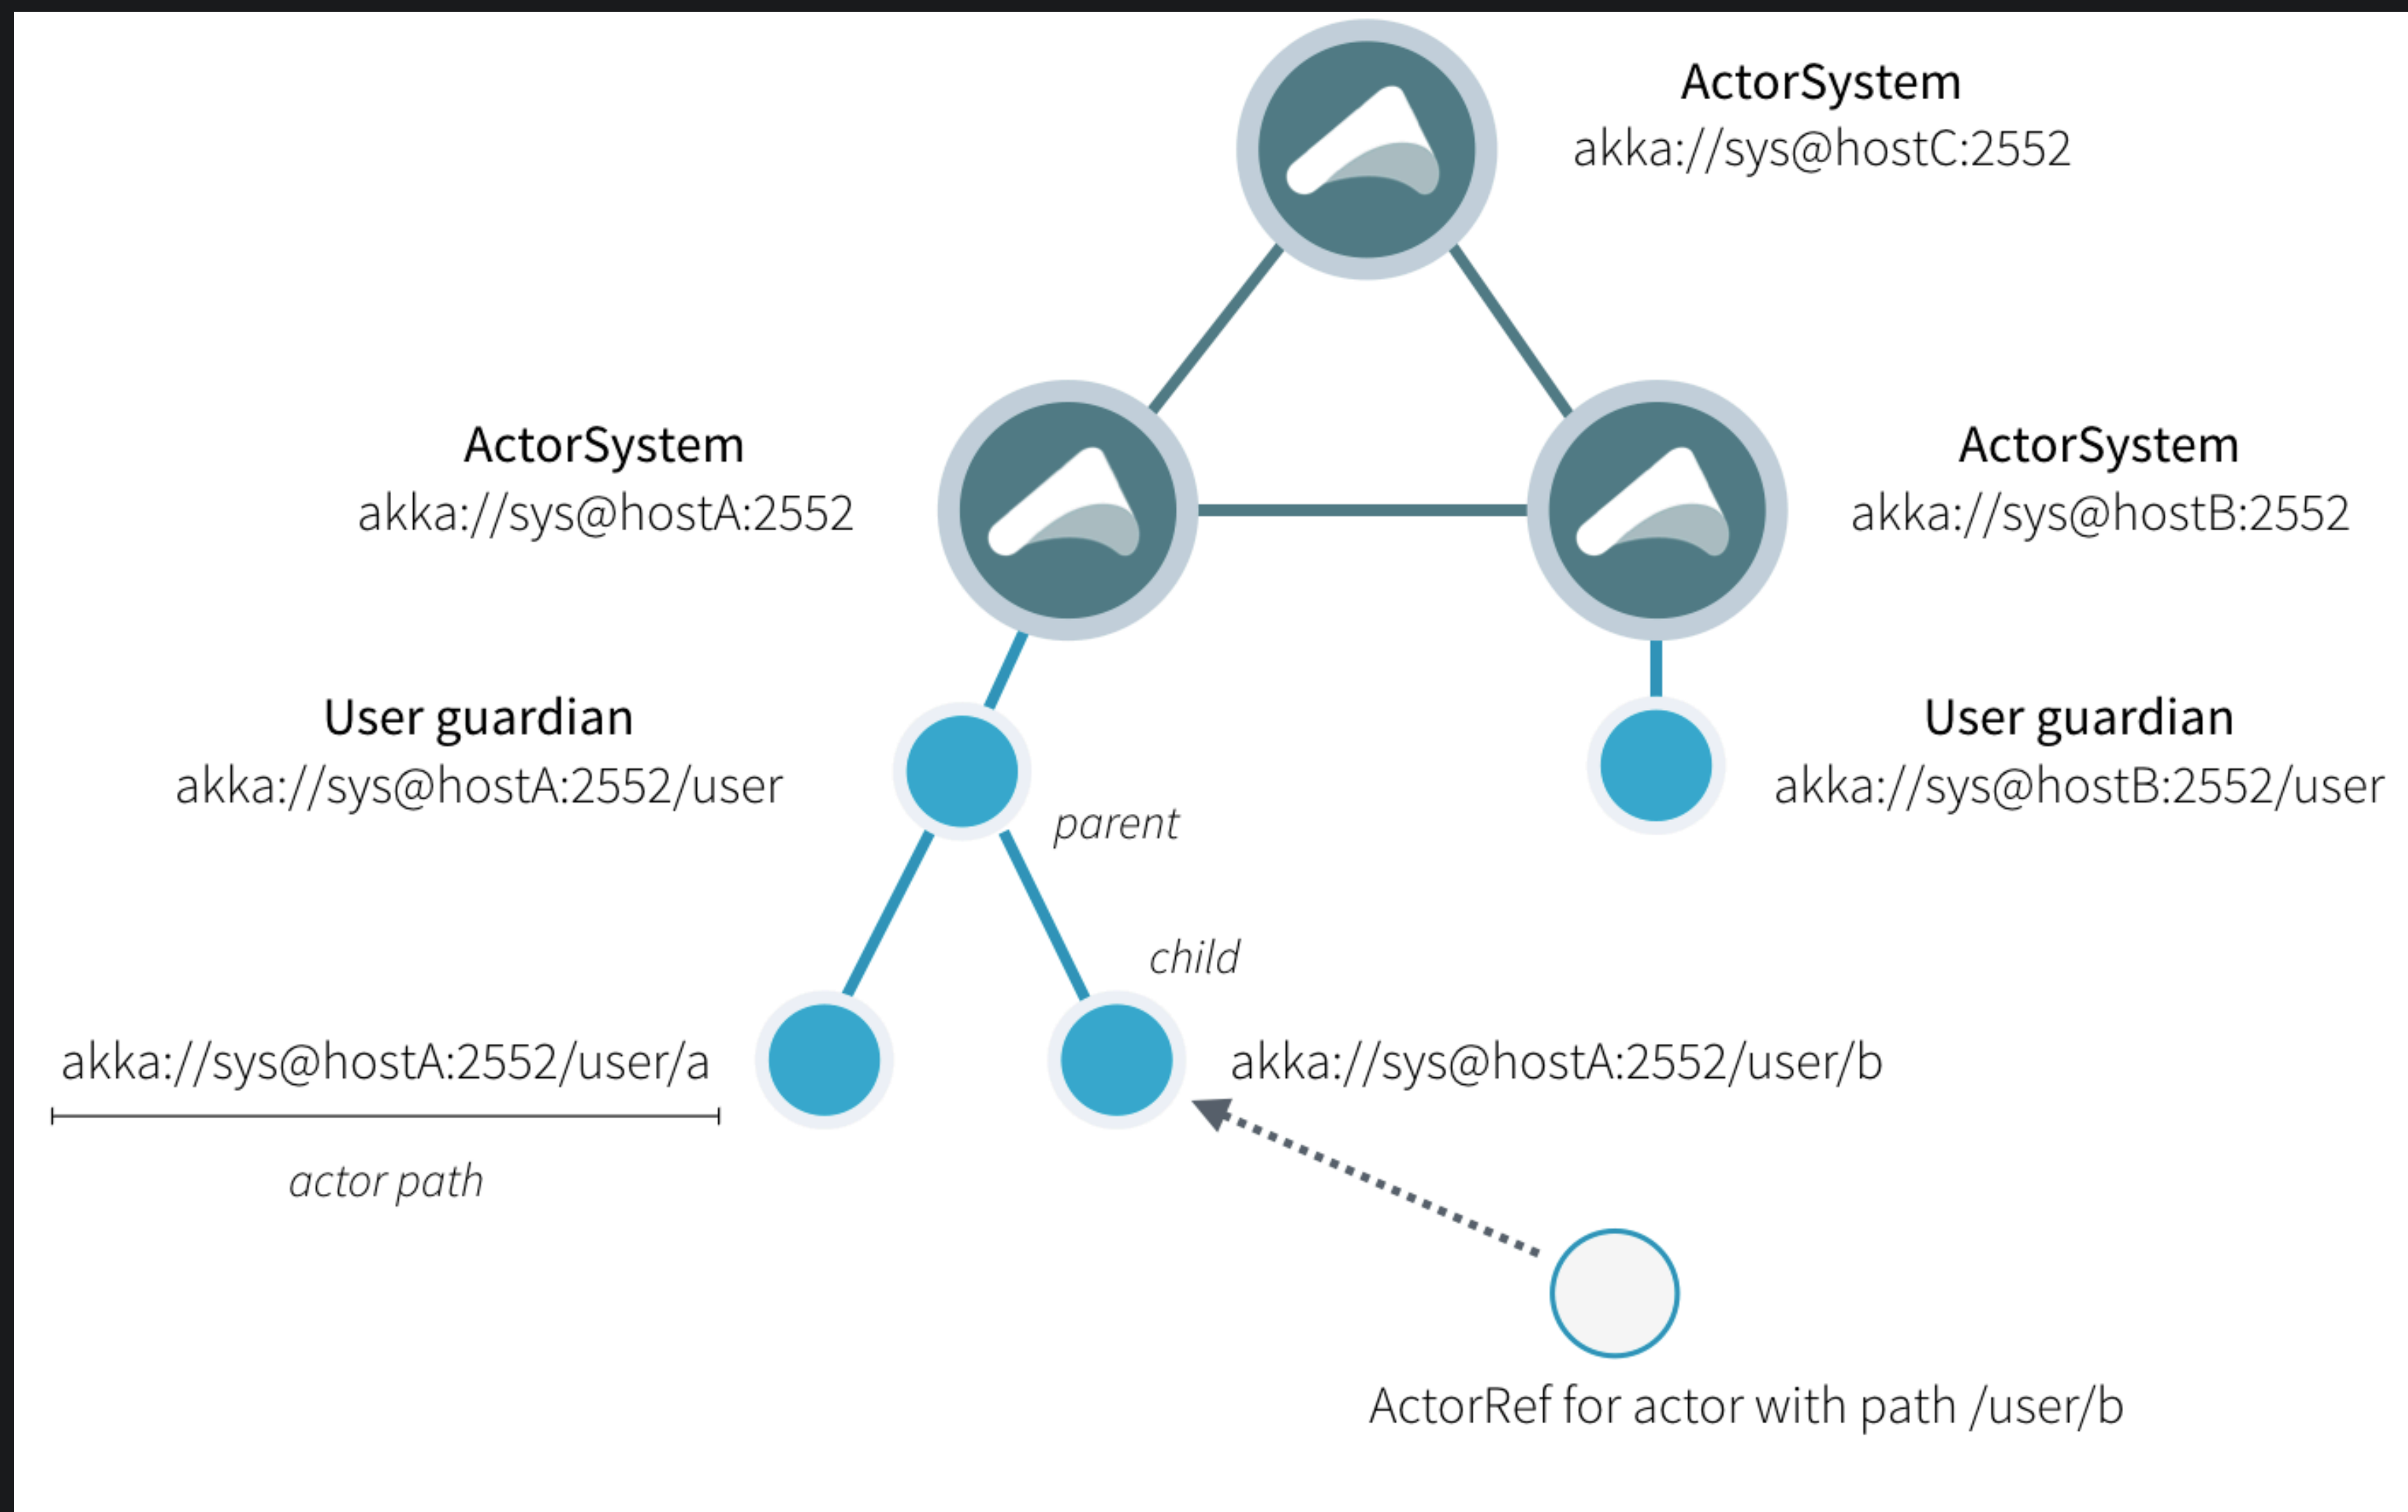 ActorSystem
akka://sys@hostC:2552
ActorSystem
akka://sys@hostA:2552
ActorSystem
akka://sys@hostB:2552
User guardian
akka://sys@hostA:2552/user
User guardian
akka://sys@hostB:2552/user
parent
child
akka://sys@hostA:2552/user/a
akka://sys@hostA:2552/user/b
actor path
ActorRef for actor with path /user/b